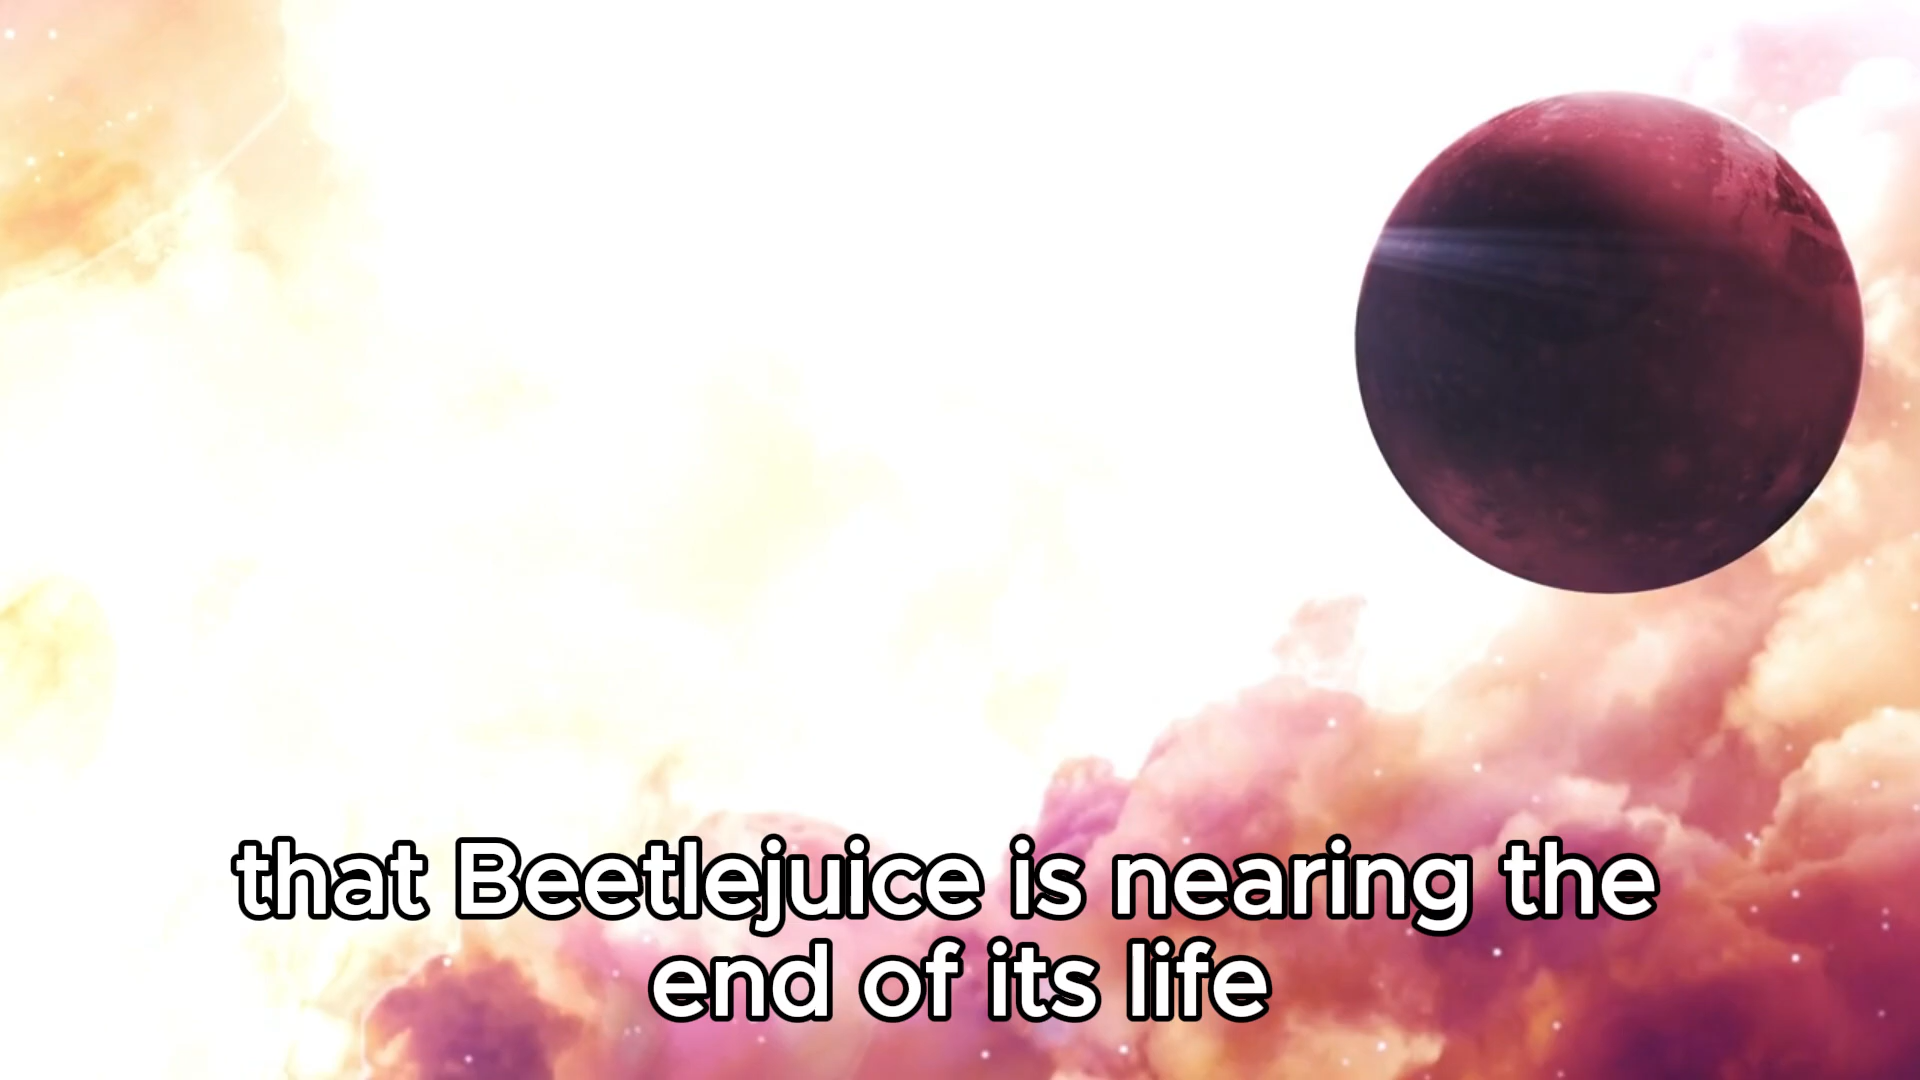 that Beetlejuice is nearing the
end of its life